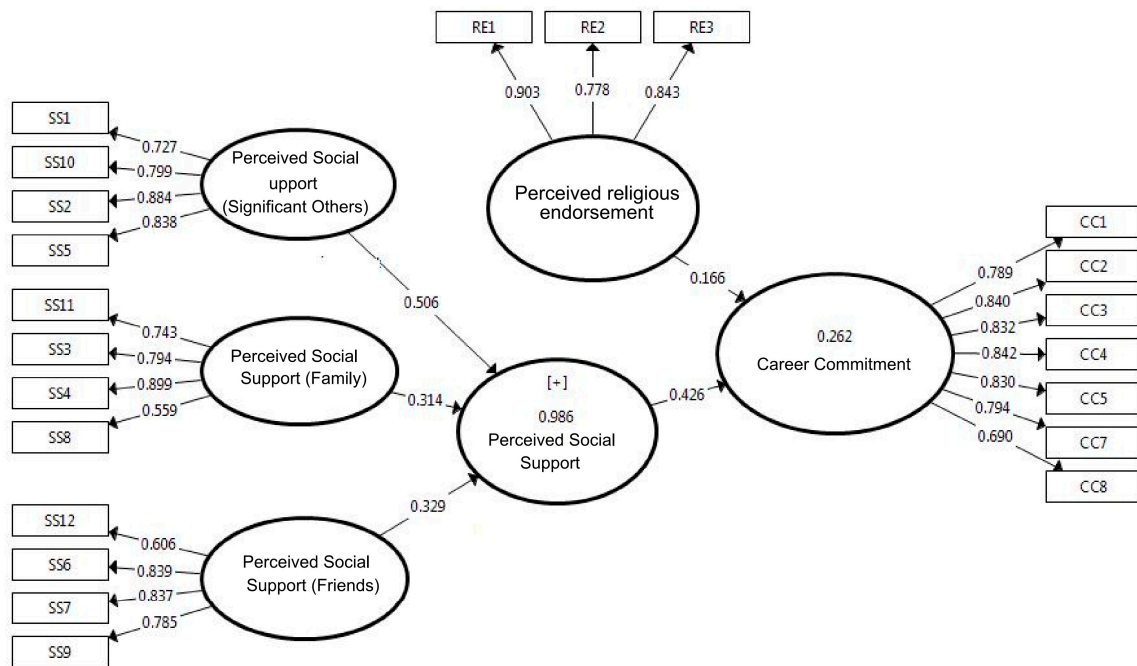 RE1
RE2
RE3
0.903
0.778
0.843
SS1
SS10
SS2
SS5
0.727
0.799
0.884
0.838
Perceived Social
upport
(Significant Others)
Perceived religious
endorsement
0.506
0.166
SS11
SS3
SS4
SS8
0.743
0.794
0.899
0.559
Perceived Social
Support (Family)
0.314
[+]
0.986
Perceived Social
Support
0.426
0.262
Career Commitment
0.789
0.840
0.832
0.842
0.830
0.794
0.690
CC1
CC2
CC3
CC4
CC5
CC7
CC8
SS12
SS6
SS7
SS9
0.606
0.839
0.837
0.785
Perceived Social
Support (Friends)
0.329